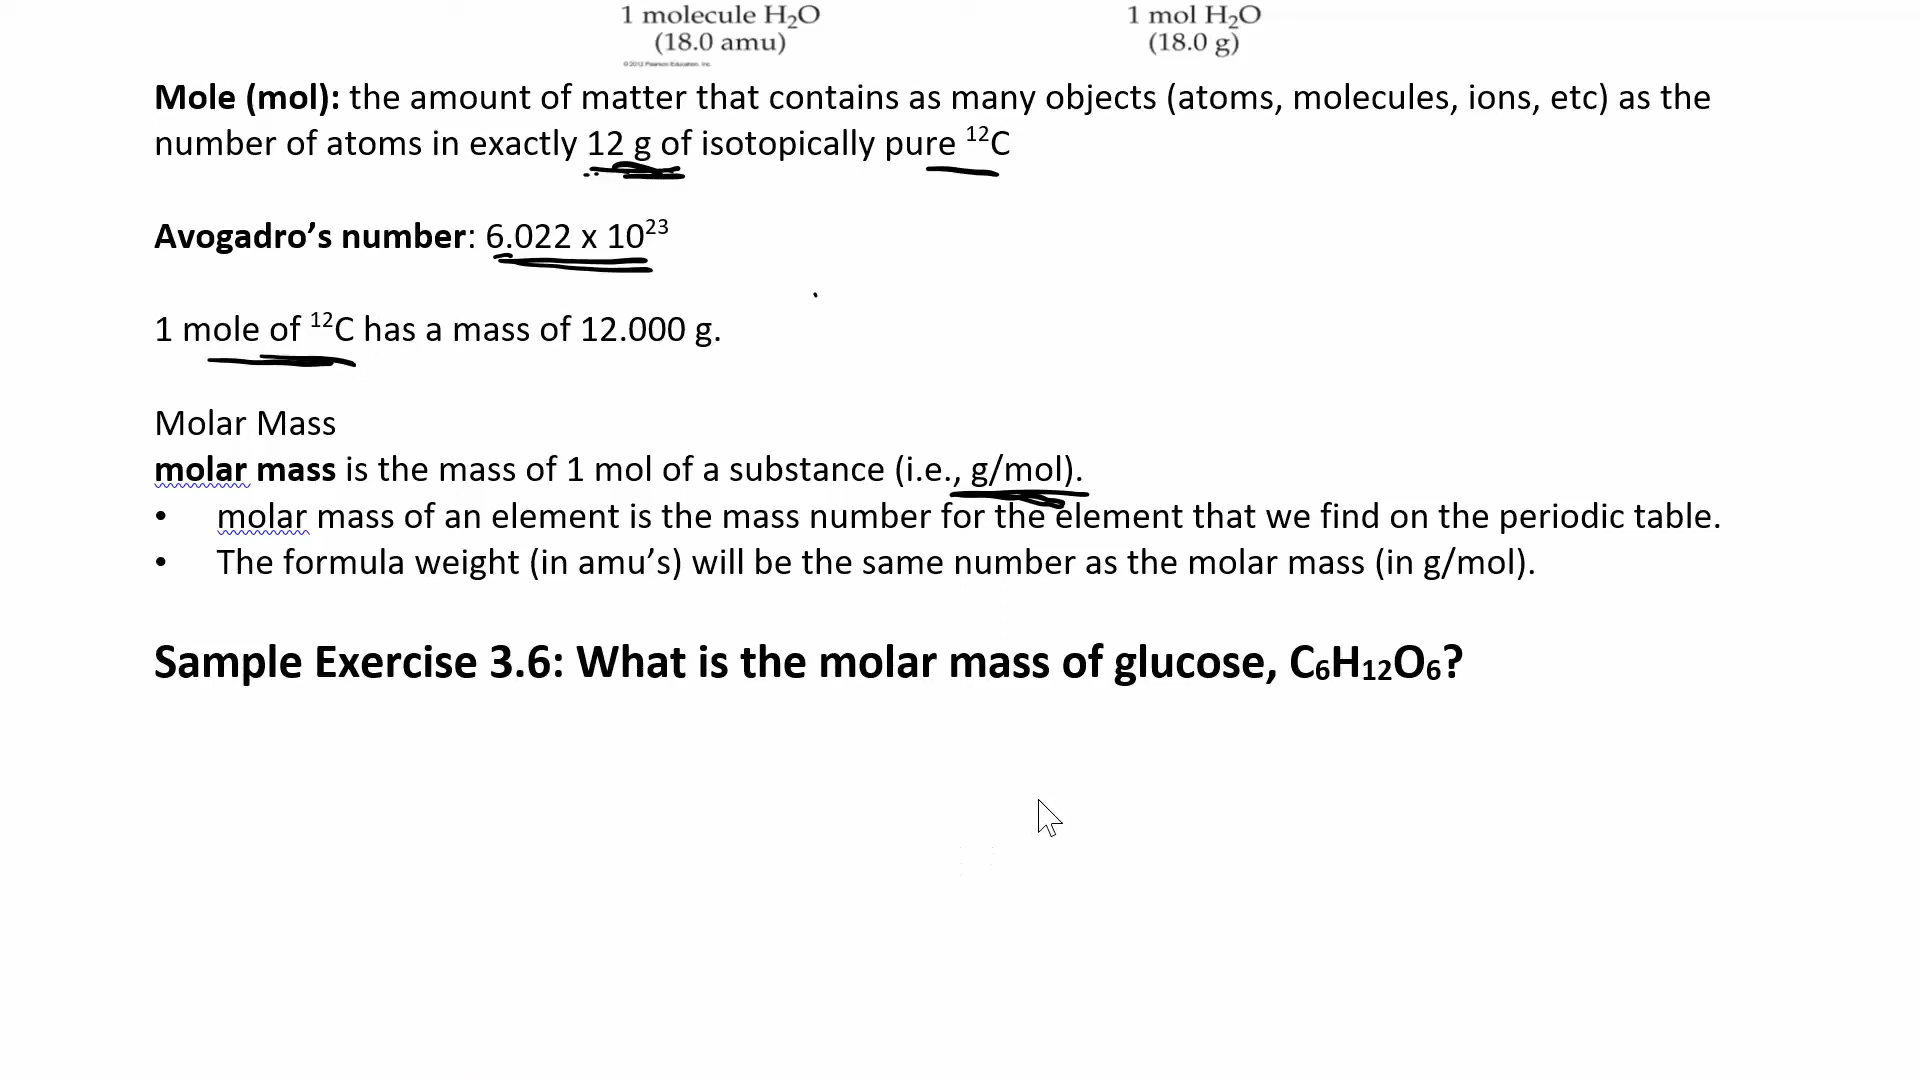 1 molecule H₂O 1 mol H₂O
(18.0 amu) (18.0 g)
©2012 Pearson Education, Inc.
Mole (mol): the amount of matter that contains as many objects (atoms, molecules, ions, etc) as the
number of atoms in exactly 12 g of isotopically pure ¹²C
Avogadro’s number: 6.022 x 10²³
1 mole of ¹²C has a mass of 12.000 g.
Molar Mass
molar mass is the mass of 1 mol of a substance (i.e., g/mol).
• molar mass of an element is the mass number for the element that we find on the periodic table.
• The formula weight (in amu’s) will be the same number as the molar mass (in g/mol).
Sample Exercise 3.6: What is the molar mass of glucose, C₆H₁₂O₆?